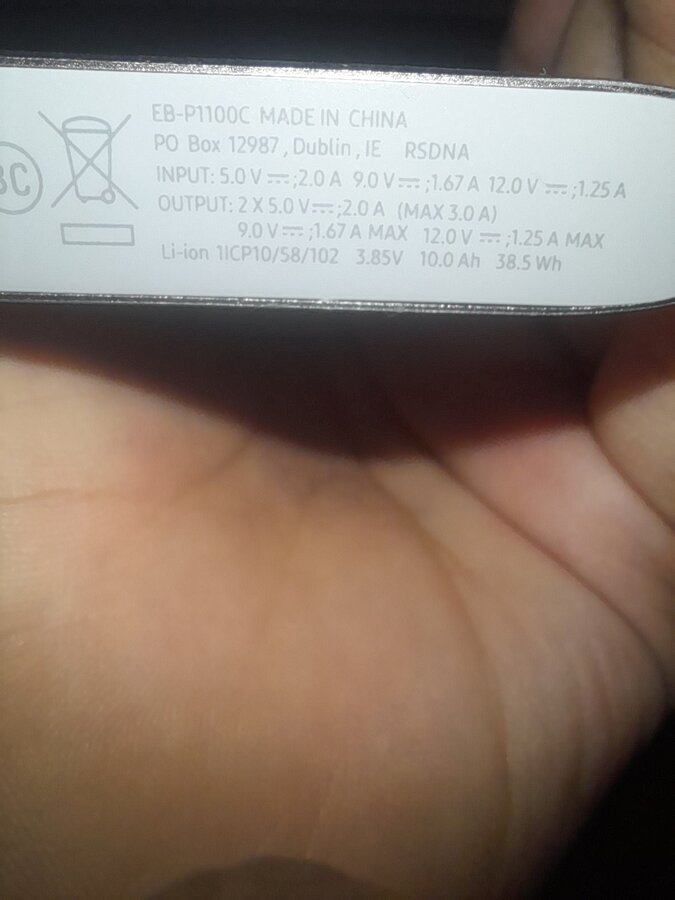 EB-P1100C MADE IN CHINA
PO Box 12987, Dublin, IE RSDNA
INPUT: 5.0 V ⎓;2.0 A 9.0 V ⎓;1.67 A 12.0 V ⎓;1.25 A
OUTPUT: 2 X 5.0 V⎓;2.0 A (MAX 3.0 A)
9.0 V ⎓;1.67 A MAX 12.0 V ⎓;1.25 A MAX
Li-ion 1ICP10/58/102 3.85V 10.0 Ah 38.5 Wh
BC